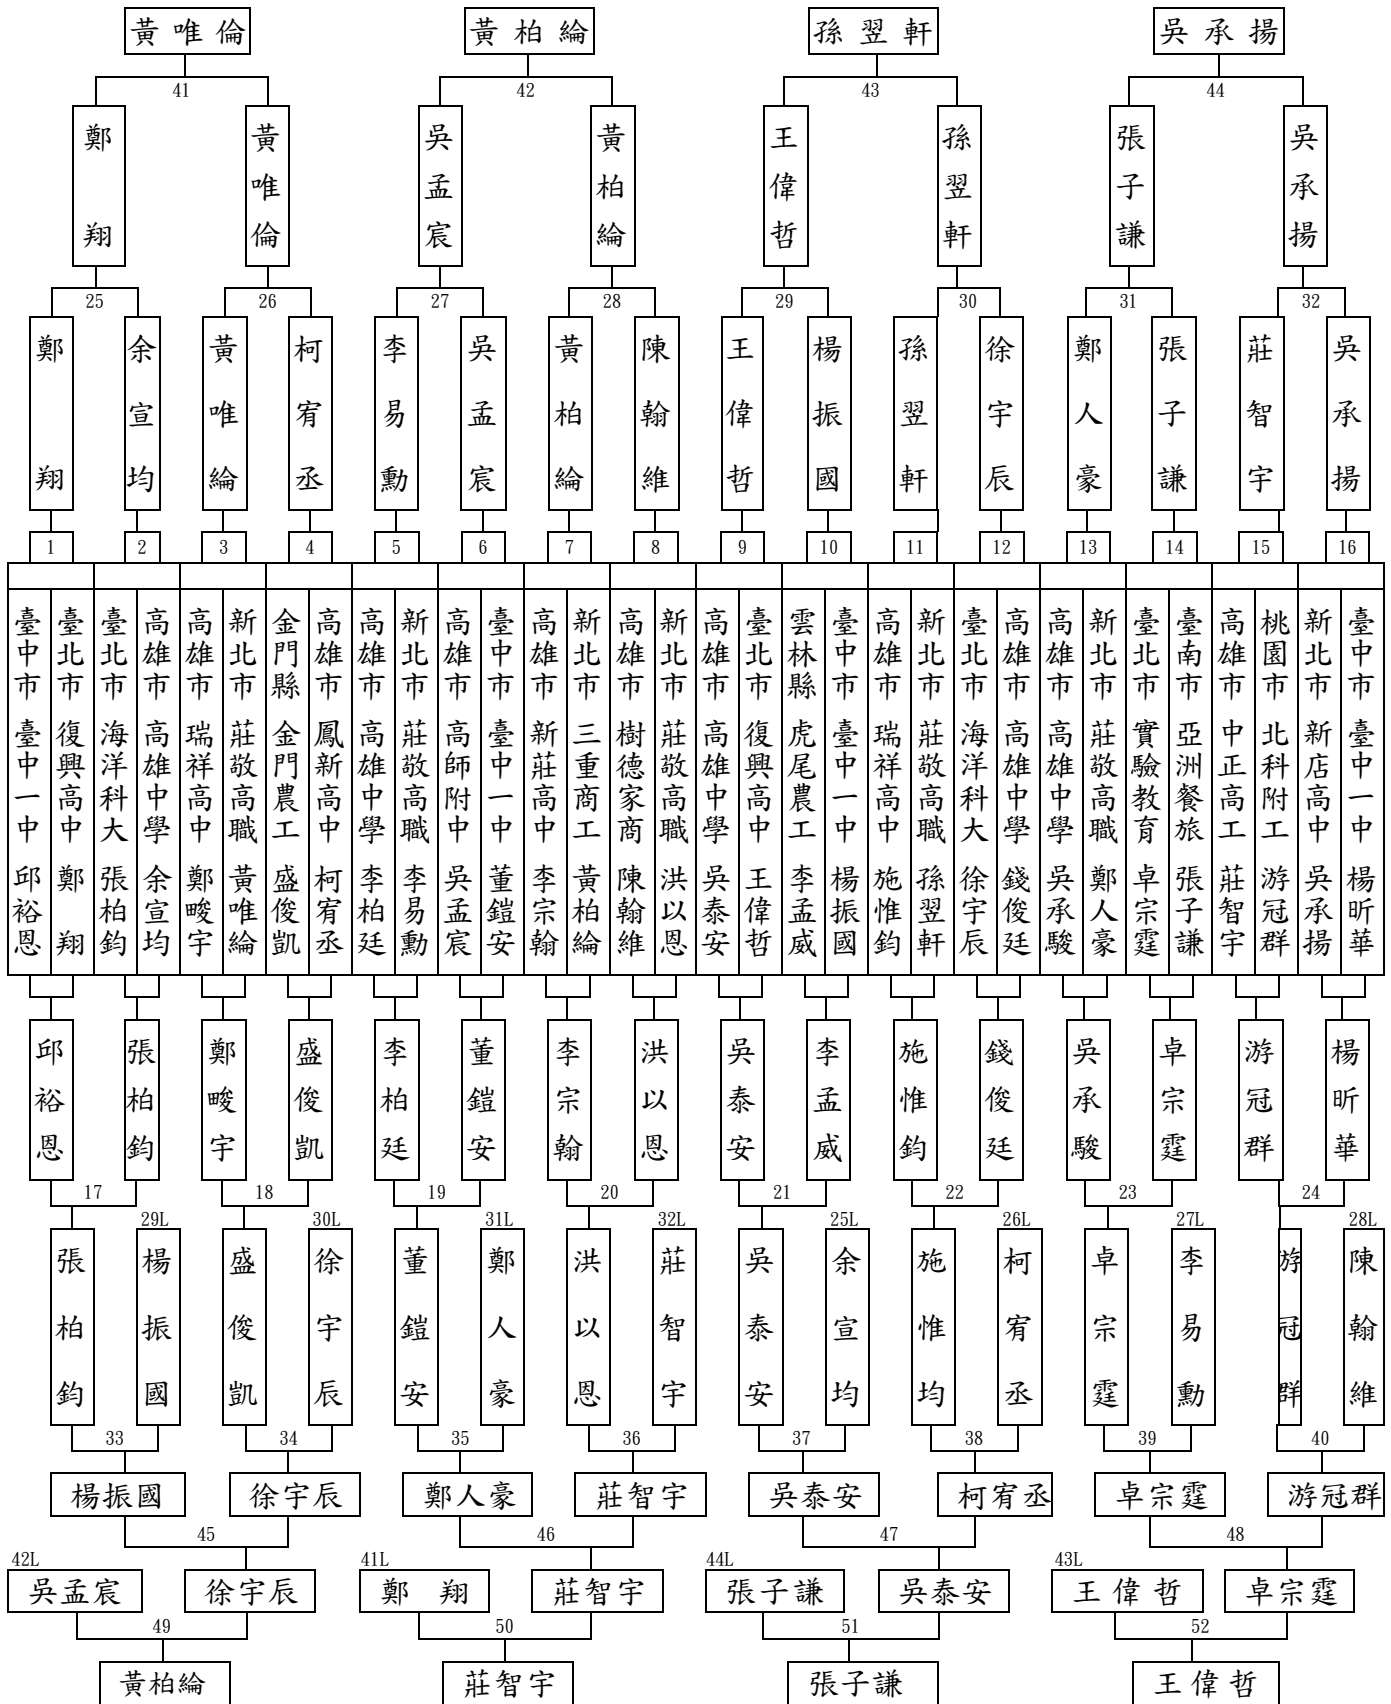 黃唯倫 黃柏綸 孫翌軒 吳承揚
41 42 43 44
鄭翔 黃唯倫 吳孟宸 黃柏綸 王偉哲 孫翌軒 張子謙 吳承揚
25 26 27 28 29 30 31 32
鄭翔 余宣均 黃唯綸 柯宥丞 李易勳 吳孟宸 黃柏綸 陳翰維 王偉哲 楊振國 孫翌軒 徐宇辰 鄭人豪 張子謙 莊智宇 吳承揚
1 2 3 4 5 6 7 8 9 10 11 12 13 14 15 16
臺中市 臺中一中 邱裕恩
臺北市 復興高中 鄭翔
臺北市 海洋科大 張柏鈞
高雄市 高雄中學 余宣均
高雄市 瑞祥高中 鄭畯宇
新北市 莊敬高職 黃唯綸
金門縣 金門農工 盛俊凱
高雄市 鳳新高中 柯宥丞
高雄市 高雄中學 李柏廷
新北市 莊敬高職 李易勳
高雄市 高師附中 吳孟宸
臺中市 臺中一中 董鎧安
高雄市 新莊高中 李宗翰
新北市 三重商工 黃柏綸
高雄市 樹德家商 陳翰維
新北市 莊敬高職 洪以恩
高雄市 高雄中學 吳泰安
臺北市 復興高中 王偉哲
雲林縣 虎尾農工 李孟威
臺中市 臺中一中 楊振國
高雄市 瑞祥高中 施惟鈞
新北市 莊敬高職 孫翌軒
臺北市 海洋科大 徐宇辰
高雄市 高雄中學 錢俊廷
高雄市 高雄中學 吳承駿
新北市 莊敬高職 鄭人豪
臺北市 實驗教育 卓宗霆
臺南市 亞洲餐旅 張子謙
高雄市 中正高工 莊智宇
桃園市 北科附工 游冠群
新北市 新店高中 吳承揚
臺中市 臺中一中 楊昕華
邱裕恩 張柏鈞 鄭畯宇 盛俊凱 李柏廷 董鎧安 李宗翰 洪以恩 吳泰安 李孟威 施惟鈞 錢俊廷 吳承駿 卓宗霆 游冠群 楊昕華
17 18 19 20 21 22 23 24
29L 30L 31L 32L 25L 26L 27L 28L
張柏鈞 楊振國 盛俊凱 徐宇辰 董鎧安 鄭人豪 洪以恩 莊智宇 吳泰安 余宣均 施惟均 柯宥丞 卓宗霆 李易勳 游冠群 陳翰維
33 34 35 36 37 38 39 40
楊振國 徐宇辰 鄭人豪 莊智宇 吳泰安 柯宥丞 卓宗霆 游冠群
45 46 47 48
42L 41L 44L 43L
吳孟宸 徐宇辰 鄭翔 莊智宇 張子謙 吳泰安 王偉哲 卓宗霆
49 50 51 52
黃柏綸 莊智宇 張子謙 王偉哲